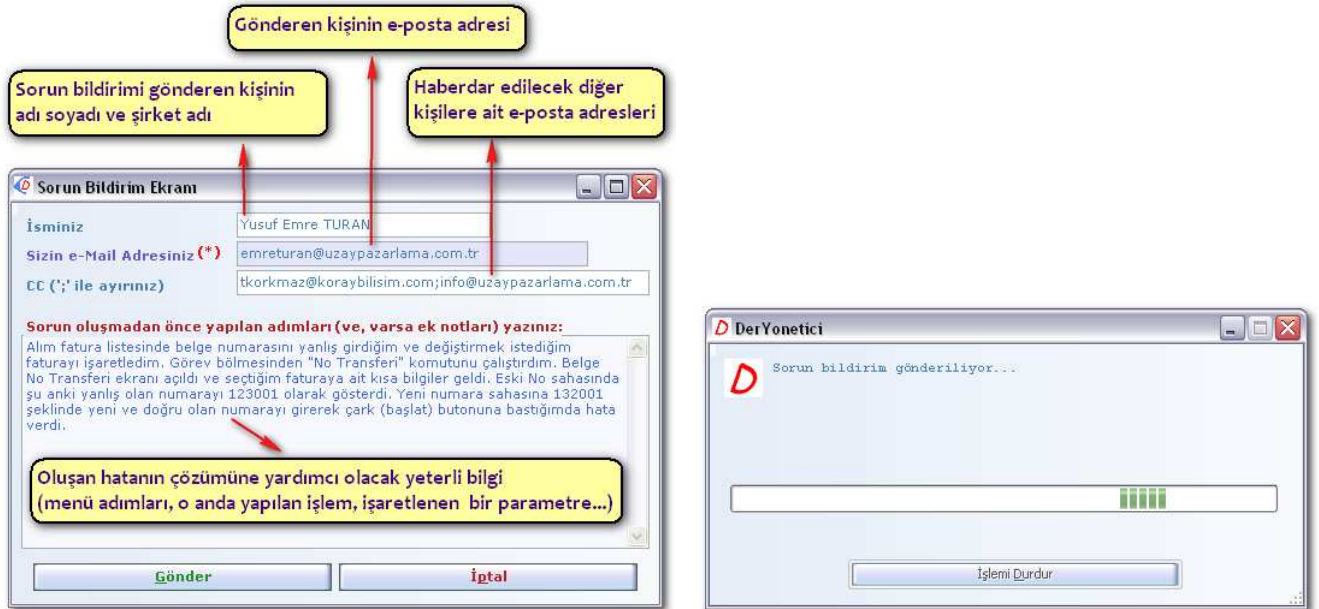 Gönderen kişinin e-posta adresi
Sorun bildirimi gönderen kişinin
adı soyadı ve şirket adı
Haberdar edilecek diğer
kişilere ait e-posta adresleri
Sorun Bildirim Ekranı
İsminiz
Yusuf Emre TURAN
Sizin e-Mail Adresiniz (*)
emreturan@uzaypazarlama.com.tr
CC (';' ile ayırınız)
tkorkmaz@koraybilisim.com;info@uzaypazarlama.com.tr
Sorun oluşmadan önce yapılan adımları (ve, varsa ek notları) yazınız:
Alım fatura listesinde belge numarasını yanlış girdiğim ve değiştirmek istediğim
faturayı işaretledim. Görev bölmesinden "No Transferi" komutunu çalıştırdım. Belge
No Transferi ekranı açıldı ve seçtiğim faturaya ait kısa bilgiler geldi. Eski No sahasında
şu anki yanlış olan numarayı 123001 olarak gösterdi. Yeni numara sahasına 132001
şeklinde yeni ve doğru olan numarayı girerek çark (başlat) butonuna bastığımda hata
verdi.
Oluşan hatanın çözümüne yardımcı olacak yeterli bilgi
(menü adımları, o anda yapılan işlem, işaretlenen bir parametre...)
Gönder
İptal
D DerYonetici
D
Sorun bildirim gönderiliyor...
İşlemi Durdur